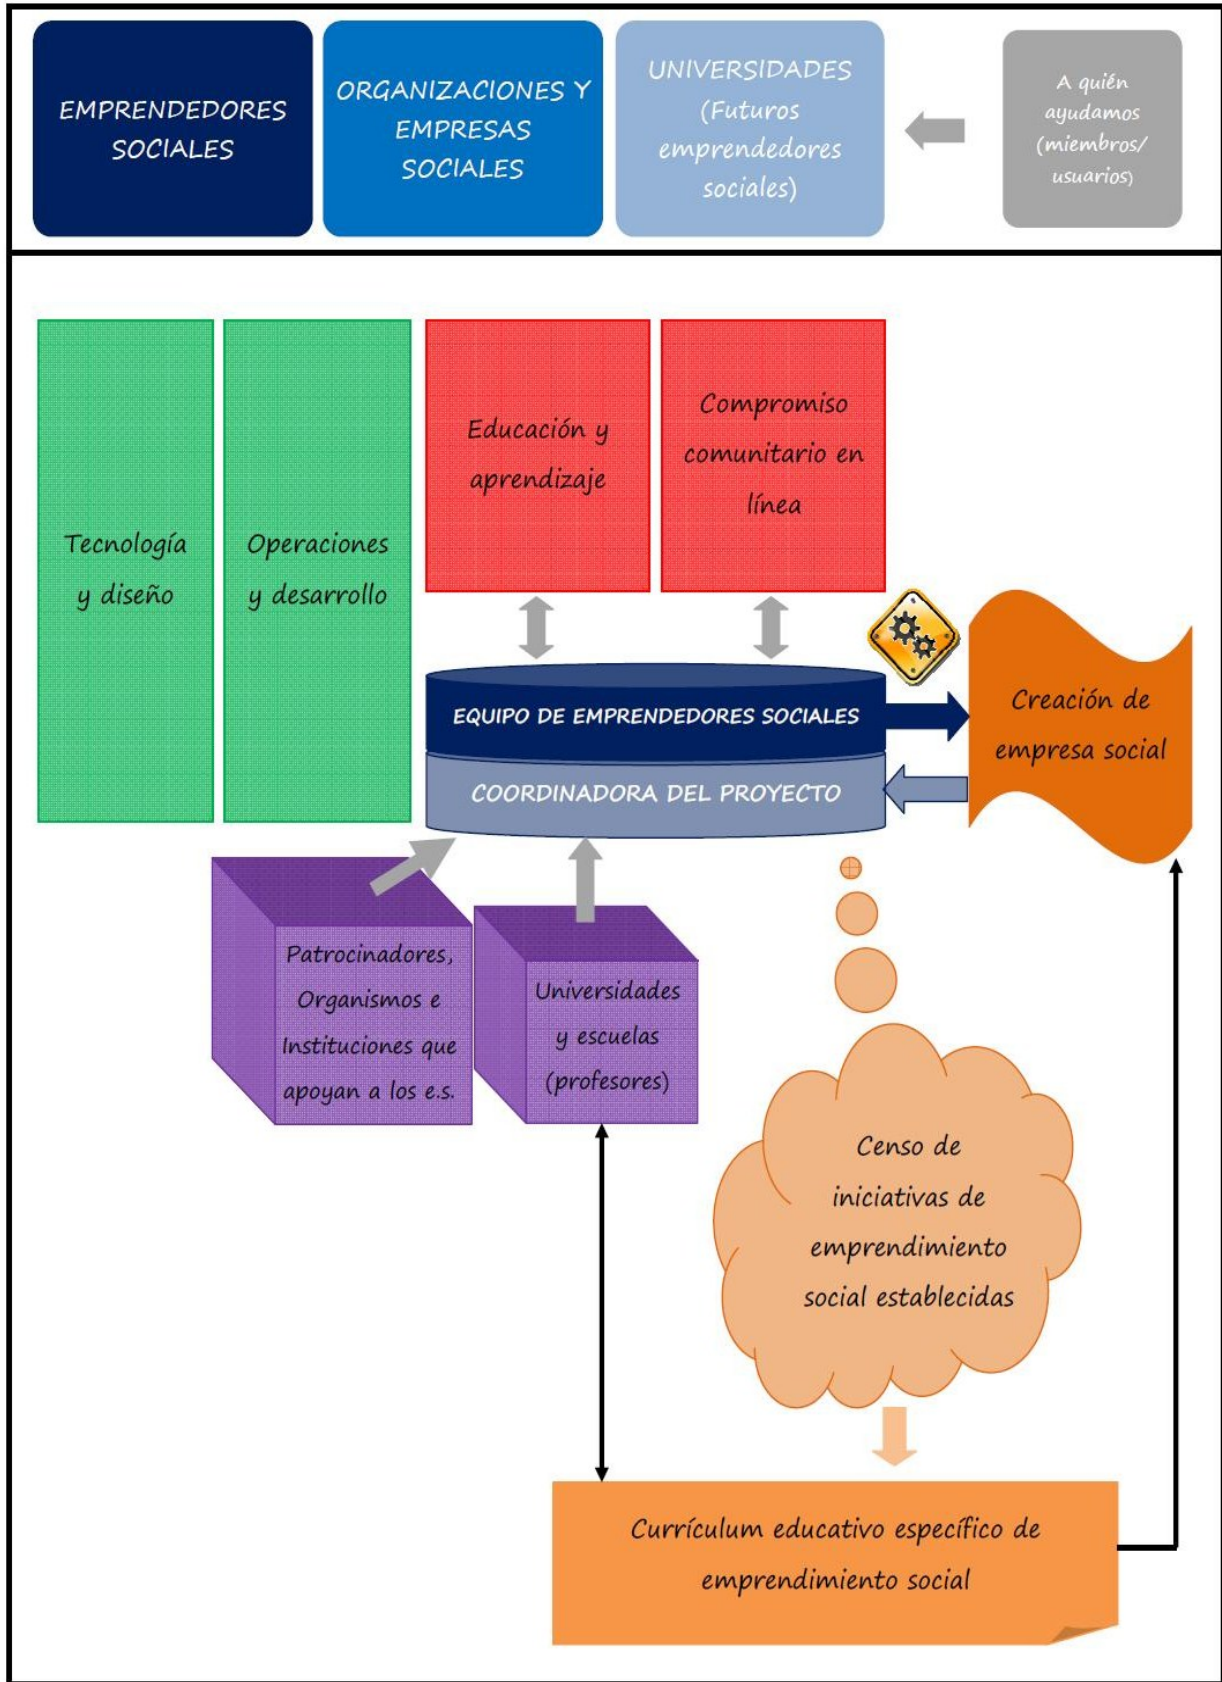 EMPRENDEDORES
SOCIALES
ORGANIZACIONES Y
EMPRESAS
SOCIALES
UNIVERSIDADES
(Futuros
emprendedores
sociales)
A quién
ayudamos
(miembros/
usuarios)
Tecnología
y diseño
Operaciones
y desarrollo
Educación y
aprendizaje
Compromiso
comunitario en
línea
EQUIPO DE EMPRENDEDORES SOCIALES
COORDINADORA DEL PROYECTO
Creación de
empresa social
Patrocinadores,
Organismos e
Instituciones que
apoyan a los e.s.
Universidades
y escuelas
(profesores)
Censo de
iniciativas de
emprendimiento
social establecidas
Currículum educativo específico de
emprendimiento social